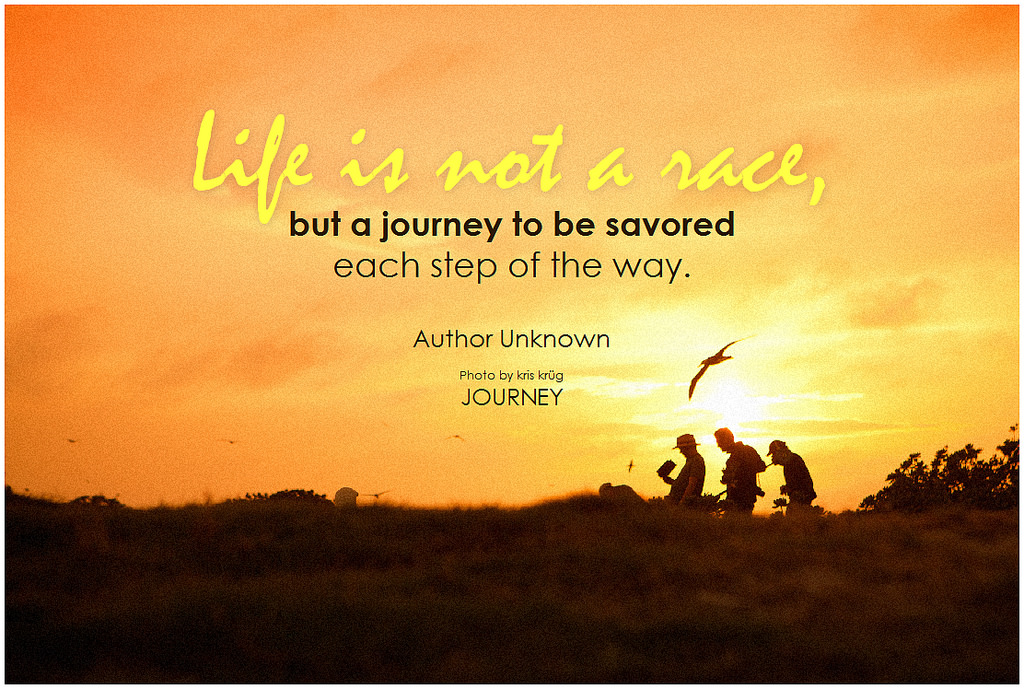 Life is not a race,
but a journey to be savored
each step of the way.
Author Unknown
Photo by kris krüg
JOURNEY